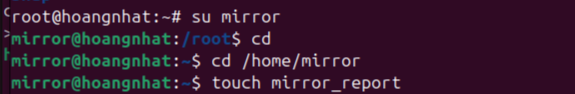 root@hoangnhat:~# su mirror
mirror@hoangnhat:/root$ cd
mirror@hoangnhat:~$ cd /home/mirror
mirror@hoangnhat:~$ touch mirror_report